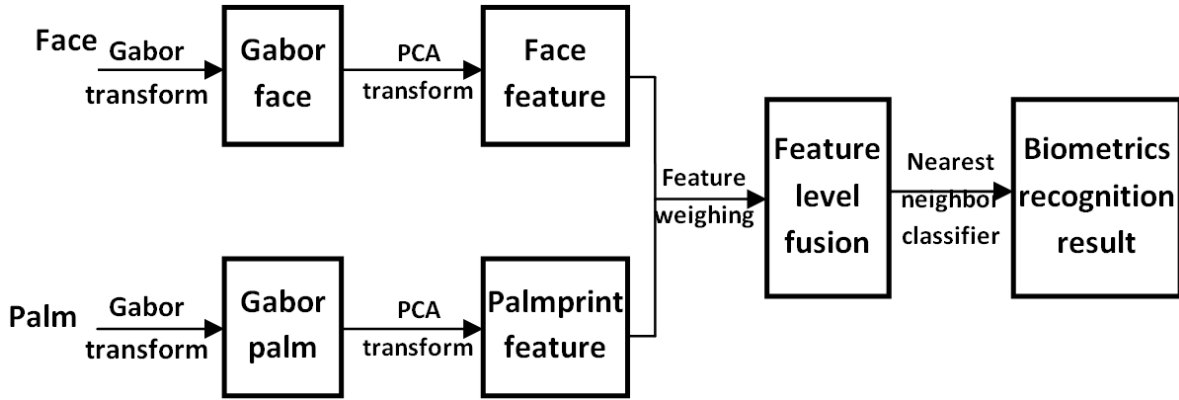 Face
Gabor
transform
Gabor
face
PCA
transform
Face
feature
Feature
weighing
Feature
level
fusion
Nearest
neighbor
classifier
Biometrics
recognition
result
Palm
Gabor
transform
Gabor
palm
PCA
transform
Palmprint
feature